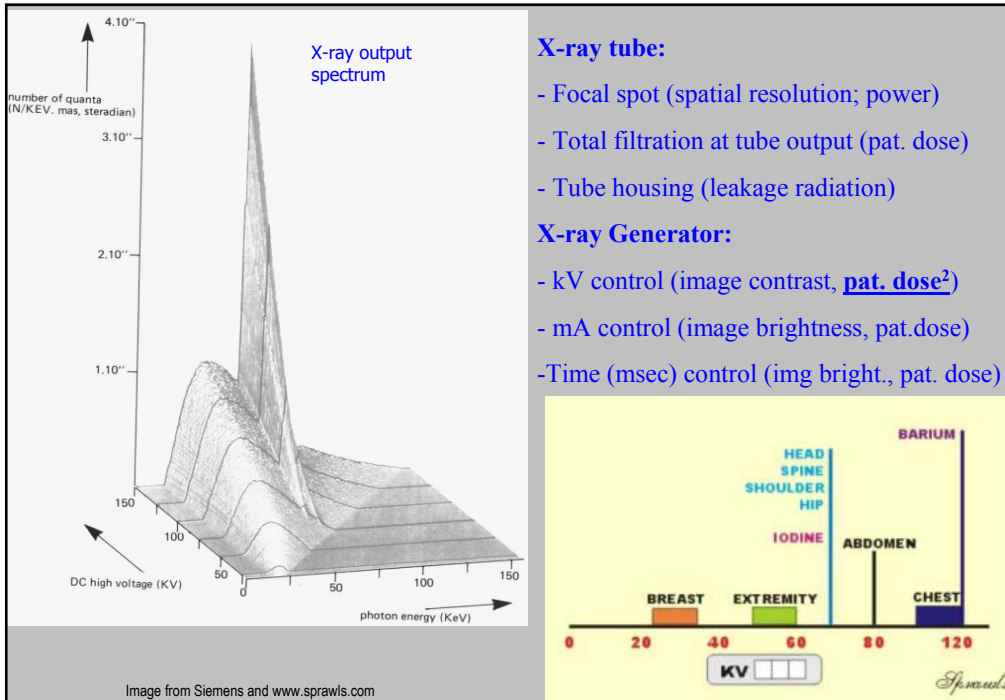 4.10"
X-ray output
spectrum
number of quanta
(N/KEV. mas, steradian)
3.10"
2.10"
1.10"
150
100
50
DC high voltage (KV)
0
50
100
150
photon energy (KeV)
Image from Siemens and www.sprawls.com
X-ray tube:
- Focal spot (spatial resolution; power)
- Total filtration at tube output (pat. dose)
- Tube housing (leakage radiation)
X-ray Generator:
- kV control (image contrast, pat. dose²)
- mA control (image brightness, pat.dose)
-Time (msec) control (img bright., pat. dose)
BARIUM
HEAD
SPINE
SHOULDER
HIP
IODINE
ABDOMEN
BREAST
EXTREMITY
CHEST
0 20 40 60 80 120
KV
Sprawls